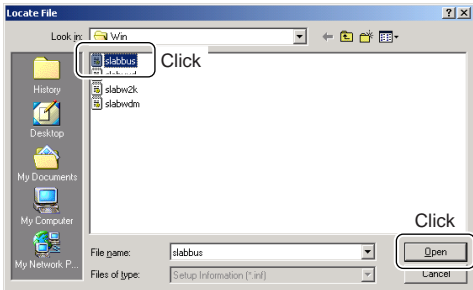 Locate File
Look in: Win
slabbus
Click
slabw2k
slabwdm
History
Desktop
My Documents
My Computer
My Network P...
Click
File name: slabbus Open
Files of type: Setup Information (*.inf) Cancel